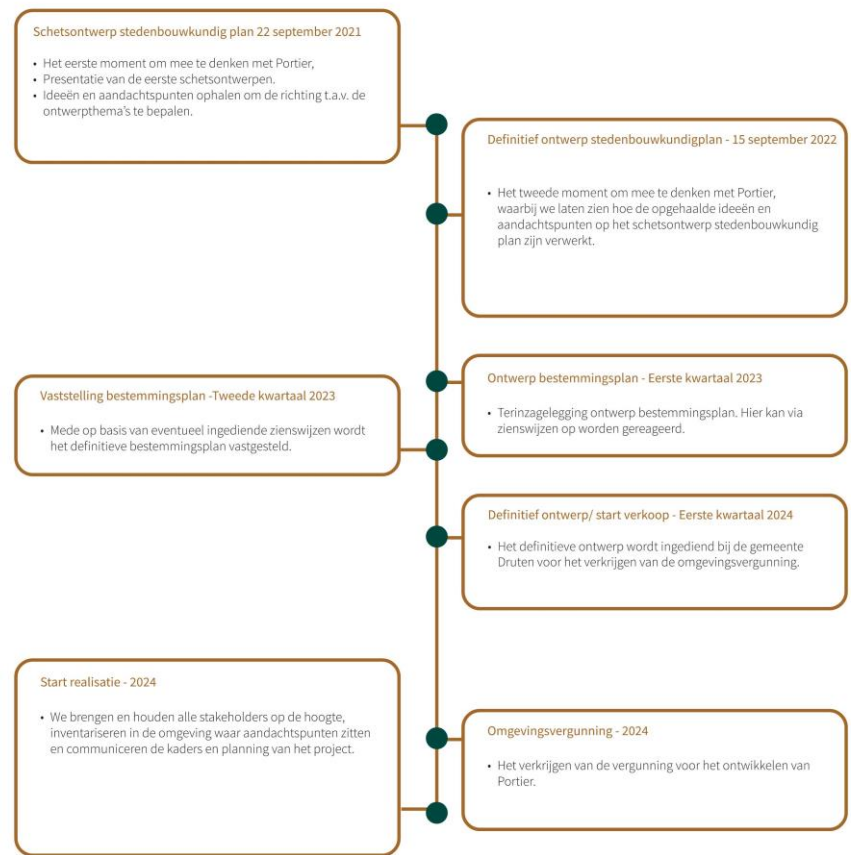 Schetsontwerp stedenbouwkundig plan 22 september 2021
• Het eerste moment om mee te denken met Portier,
• Presentatie van de eerste schetsontwerpen.
• Ideeën en aandachtspunten ophalen om de richting t.a.v. de
ontwerpthema's te bepalen.
Definitief ontwerp stedenbouwkundigplan - 15 september 2022
• Het tweede moment om mee te denken met Portier,
waarbij we laten zien hoe de opgehaalde ideeën en
aandachtspunten op het schetsontwerp stedenbouwkundig
plan zijn verwerkt.
Ontwerp bestemmingsplan - Eerste kwartaal 2023
• Terinzagelegging ontwerp bestemmingsplan. Hier kan via
zienswijzen op worden gereageerd.
Vaststelling bestemmingsplan -Tweede kwartaal 2023
• Mede op basis van eventueel ingediende zienswijzen wordt
het definitieve bestemmingsplan vastgesteld.
Definitief ontwerp/ start verkoop - Eerste kwartaal 2024
• Het definitieve ontwerp wordt ingediend bij de gemeente
Druten voor het verkrijgen van de omgevingsvergunning.
Omgevingsvergunning - 2024
• Het verkrijgen van de vergunning voor het ontwikkelen van
Portier.
Start realisatie - 2024
• We brengen en houden alle stakeholders op de hoogte,
inventariseren in de omgeving waar aandachtspunten zitten
en communiceren de kaders en planning van het project.